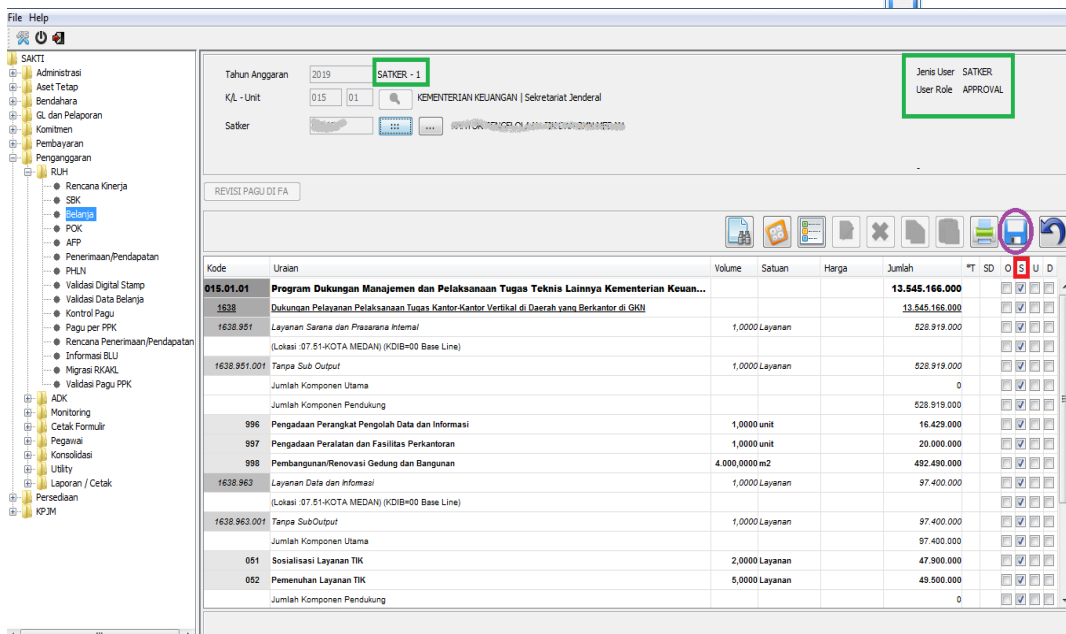 File Help
SAKTI
Administrasi
Aset Tetap
Bendahara
GL dan Pelaporan
Komitmen
Pembayaran
Penganggaran
RUH
Rencana Kinerja
SBK
Belanja
POK
AFP
Penerimaan/Pendapatan
PHLN
Validasi Digital Stamp
Validasi Data Belanja
Kontrol Pagu
Pagu per PPK
Rencana Penerimaan/Pendapatan
Informasi BLU
Migrasi RKAKL
Validasi Pagu PPK
ADK
Monitoring
Cetak Formulir
Pegawai
Konsolidasi
Utility
Laporan / Cetak
Persediaan
KPJM
Tahun Anggaran 2019 SATKER - 1
K/L - Unit 015 01 KEMENTERIAN KEUANGAN | Sekretariat Jenderal
Satker ::: ...
Jenis User SATKER
User Role APPROVAL
-
REVISI PAGU DI FA
Kode Uraian Volume Satuan Harga Jumlah *T SD O S U D
015.01.01 Program Dukungan Manajemen dan Pelaksanaan Tugas Teknis Lainnya Kementerian Keuan... 13.545.166.000
1638 Dukungan Pelayanan Pelaksanaan Tugas Kantor-Kantor Vertikal di Daerah yang Berkantor di GKN 13.545.166.000
1638.951 Layanan Sarana dan Prasarana Internal 1,0000 Layanan 528.919.000
(Lokasi :07.51-KOTA MEDAN) (KDIB=00 Base Line)
1638.951.001 Tanpa Sub Output 1,0000 Layanan 528.919.000
Jumlah Komponen Utama 0
Jumlah Komponen Pendukung 528.919.000
996 Pengadaan Perangkat Pengolah Data dan Informasi 1,0000 unit 16.429.000
997 Pengadaan Peralatan dan Fasilitas Perkantoran 1,0000 unit 20.000.000
998 Pembangunan/Renovasi Gedung dan Bangunan 4.000,0000 m2 492.490.000
1638.963 Layanan Data dan Infomasi 1,0000 Layanan 97.400.000
(Lokasi :07.51-KOTA MEDAN) (KDIB=00 Base Line)
1638.963.001 Tanpa SubOutput 1,0000 Layanan 97.400.000
Jumlah Komponen Utama 97.400.000
051 Sosialisasi Layanan TIK 2,0000 Layanan 47.900.000
052 Pemenuhan Layanan TIK 5,0000 Layanan 49.500.000
Jumlah Komponen Pendukung 0